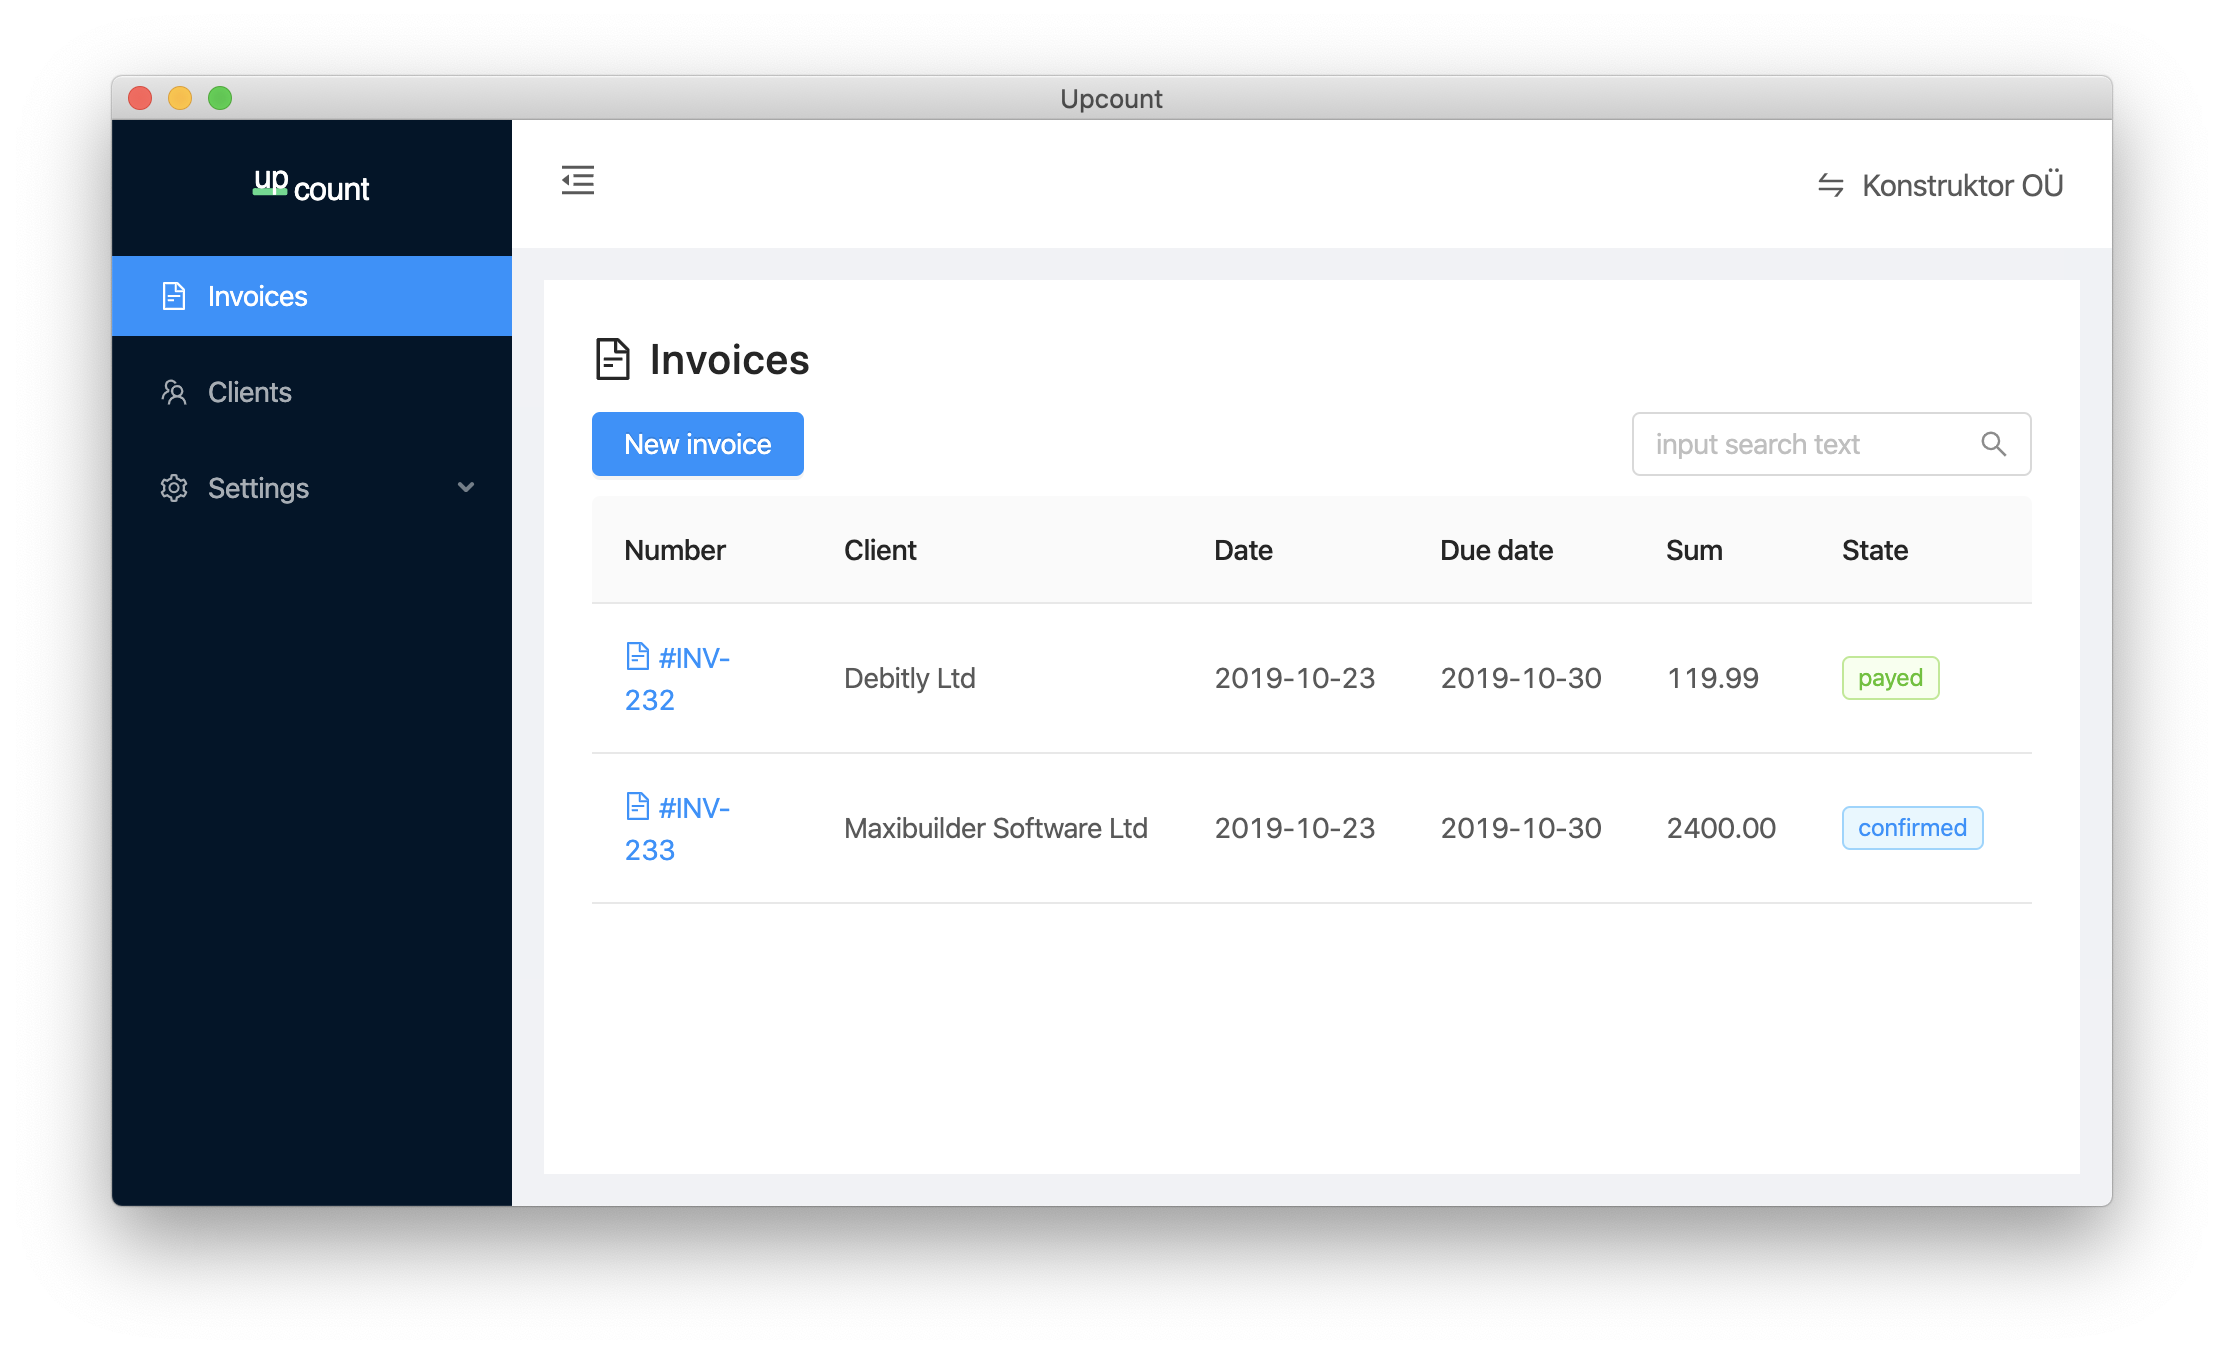 Upcount
up count
Konstruktor OÜ
Invoices
Clients
Settings
Invoices
New invoice
input search text
Number Client Date Due date Sum State
#INV-
232
Debitly Ltd 2019-10-23 2019-10-30 119.99 payed
#INV-
233
Maxibuilder Software Ltd 2019-10-23 2019-10-30 2400.00 confirmed